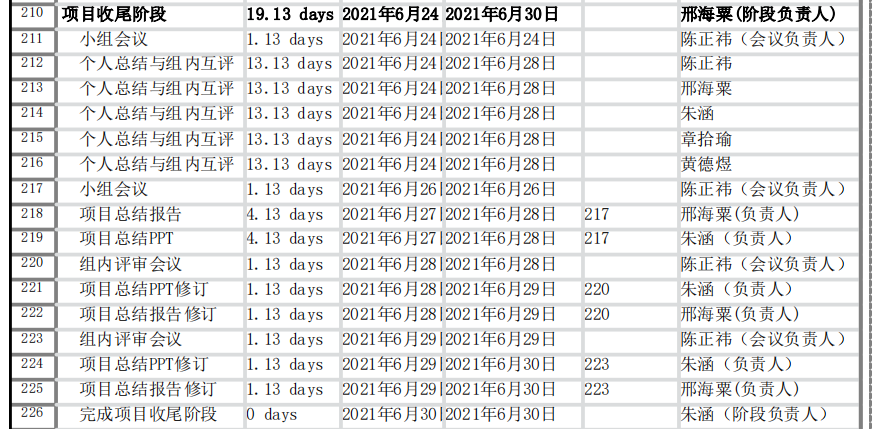 210 项目收尾阶段 19.13 days 2021年6月24 2021年6月30日 邢海粟(阶段负责人)
211 小组会议 1.13 days 2021年6月24 2021年6月24日 陈正祎（会议负责人）
212 个人总结与组内互评 13.13 days 2021年6月24 2021年6月28日 陈正祎
213 个人总结与组内互评 13.13 days 2021年6月24 2021年6月28日 邢海粟
214 个人总结与组内互评 13.13 days 2021年6月24 2021年6月28日 朱涵
215 个人总结与组内互评 13.13 days 2021年6月24 2021年6月28日 章拾瑜
216 个人总结与组内互评 13.13 days 2021年6月24 2021年6月28日 黄德煜
217 小组会议 1.13 days 2021年6月26 2021年6月26日 陈正祎（会议负责人）
218 项目总结报告 4.13 days 2021年6月27 2021年6月28日 217 邢海粟(负责人)
219 项目总结PPT 4.13 days 2021年6月27 2021年6月28日 217 朱涵（负责人）
220 组内评审会议 1.13 days 2021年6月28 2021年6月28日 陈正祎（会议负责人）
221 项目总结PPT修订 1.13 days 2021年6月28 2021年6月29日 220 朱涵（负责人）
222 项目总结报告修订 1.13 days 2021年6月28 2021年6月29日 220 邢海粟(负责人)
223 组内评审会议 1.13 days 2021年6月29 2021年6月29日 陈正祎（会议负责人）
224 项目总结PPT修订 1.13 days 2021年6月29 2021年6月30日 223 朱涵（负责人）
225 项目总结报告修订 1.13 days 2021年6月29 2021年6月30日 223 邢海粟(负责人)
226 完成项目收尾阶段 0 days 2021年6月30 2021年6月30日 朱涵（阶段负责人）